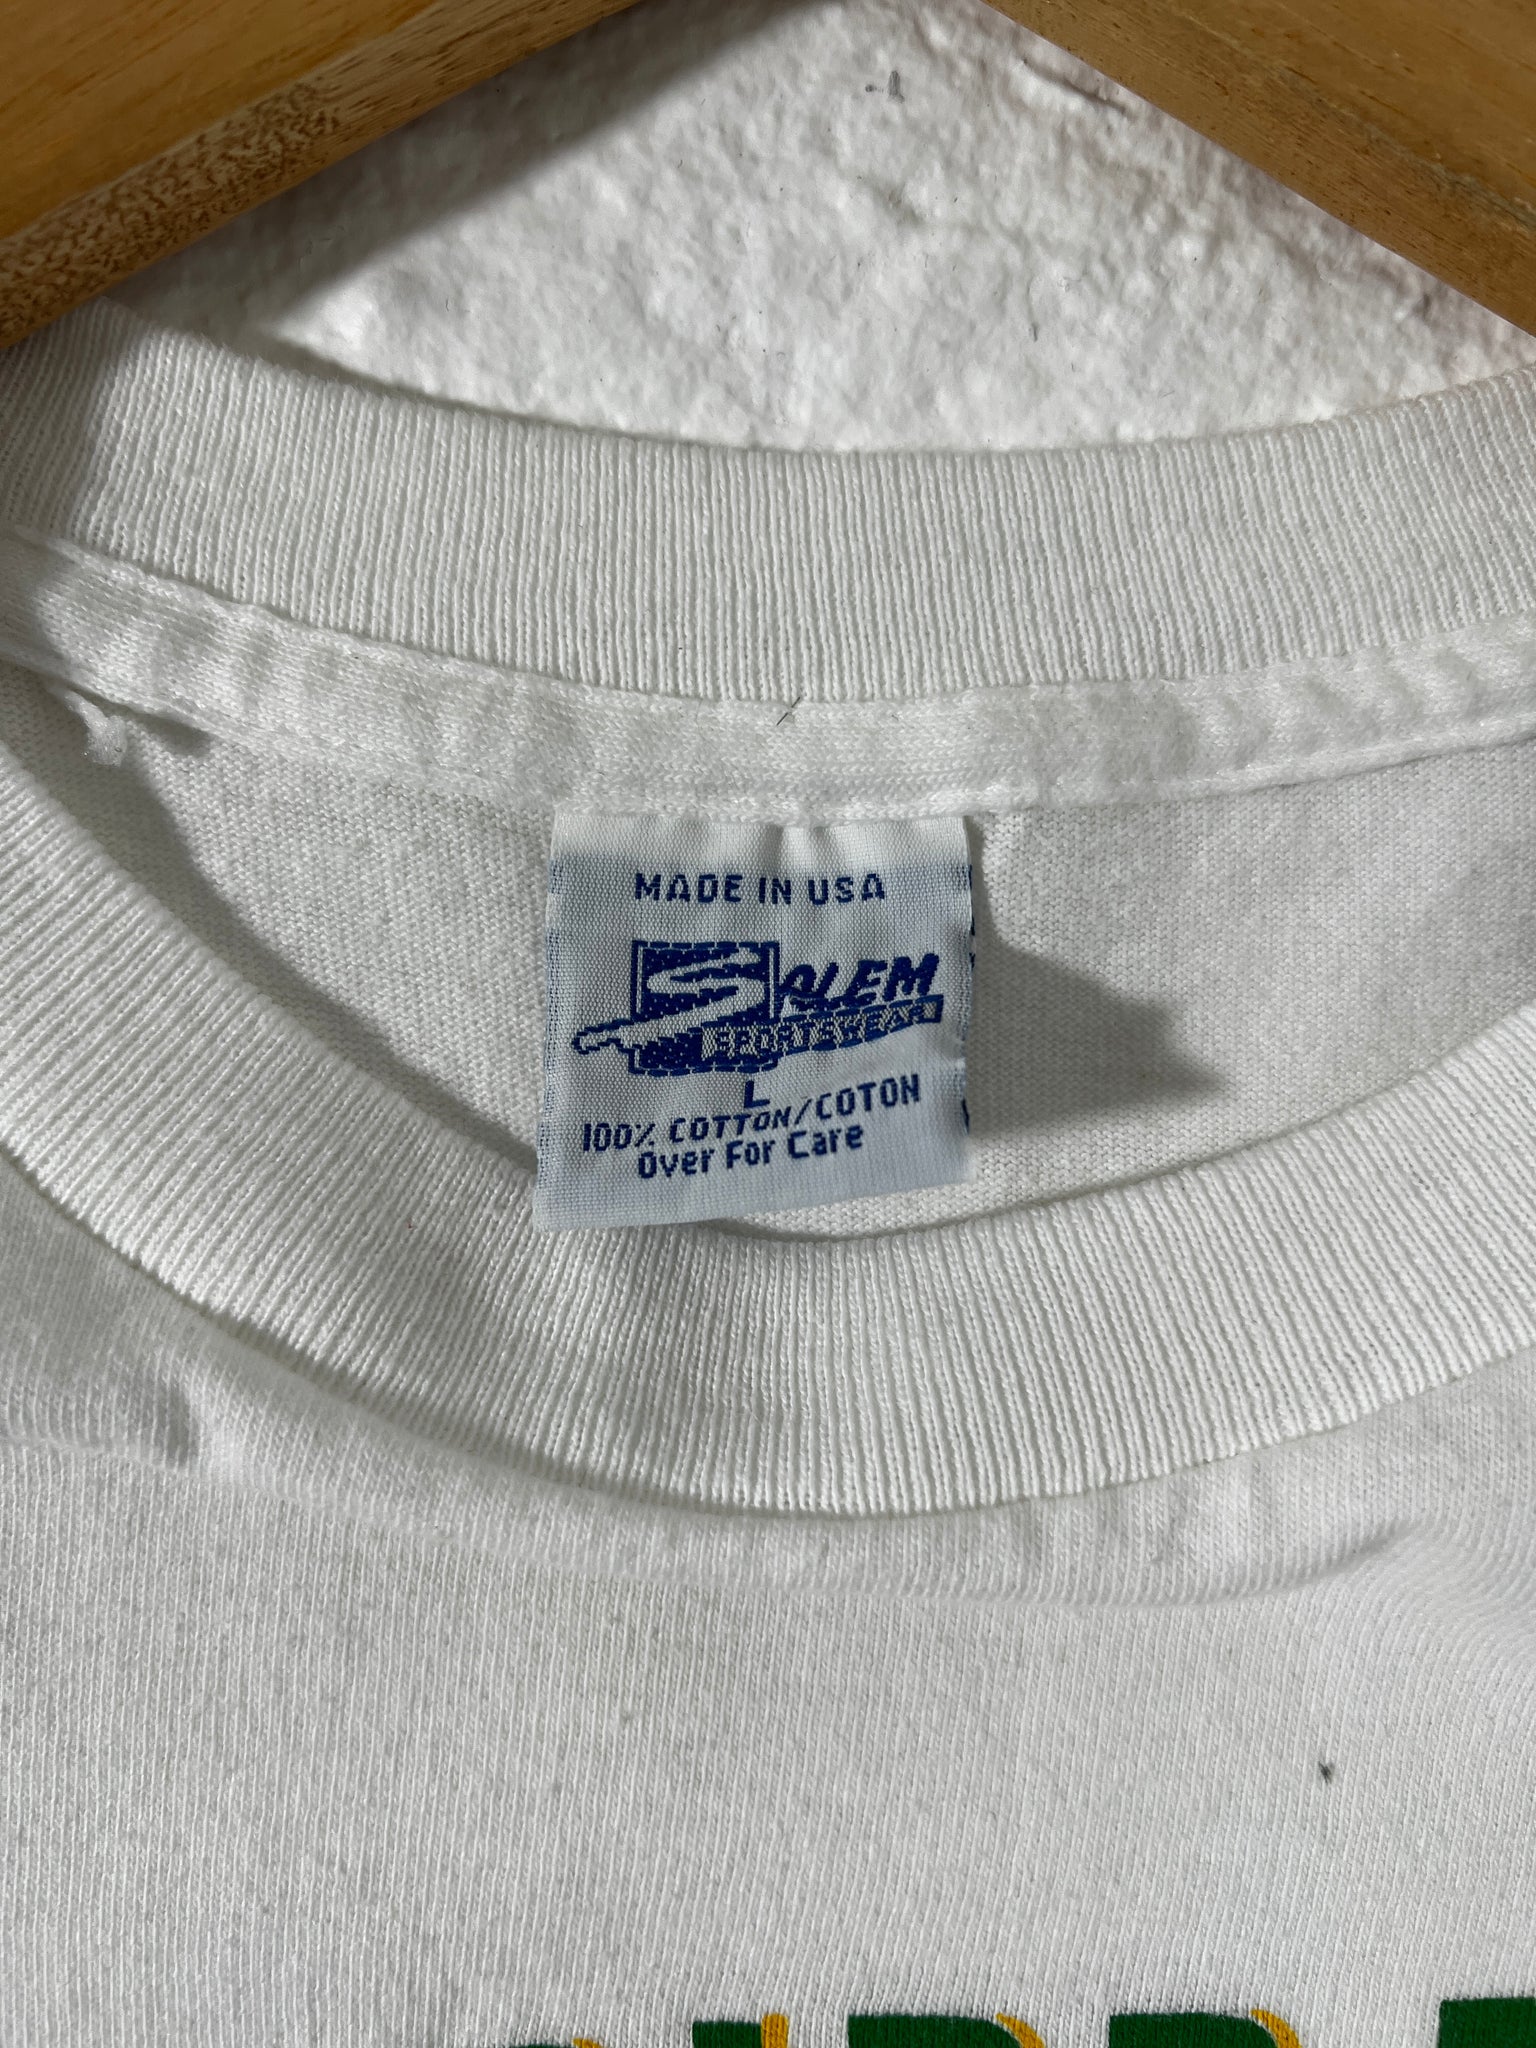 MADE IN USA
SALEM
SPORTSWEAR
L
100% COTTON/COTON
Over For Care